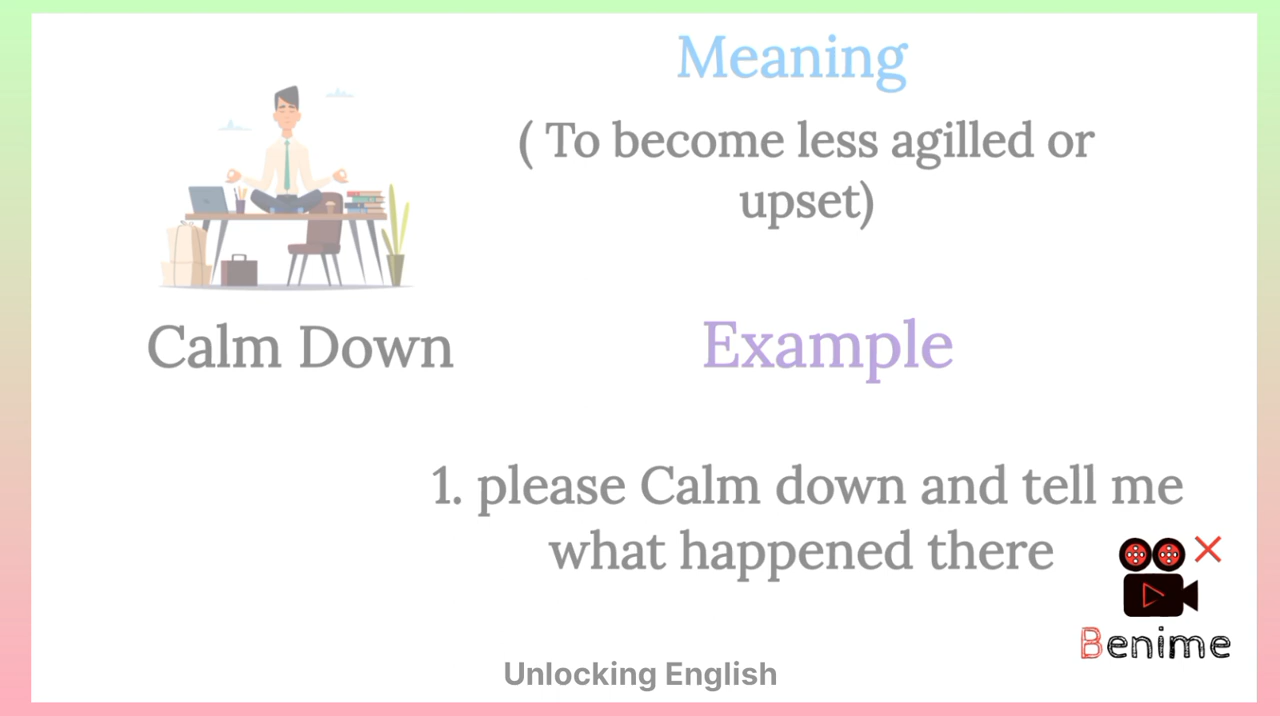 Meaning
( To become less agilled or
upset)
Calm Down
Example
1. please Calm down and tell me
what happened there
Benime
Unlocking English